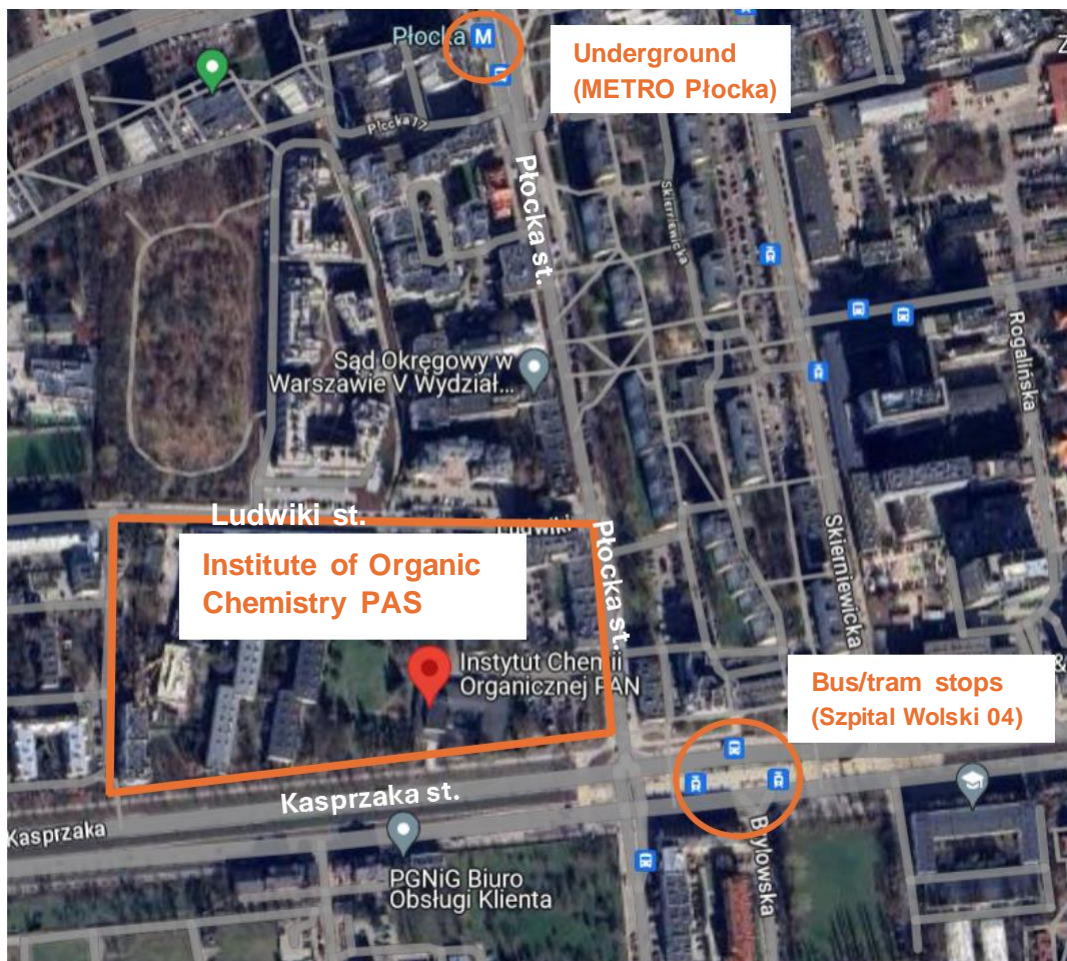 Płocka M
Underground
(METRO Płocka)
Płocka 17
Płocka st.
Skierniewicka
Rogalińska
Sąd Okręgowy w
Warszawie V Wydział...
Ludwiki st.
Ludwiki
Institute of Organic
Chemistry PAS
Płocka st.
Skierniewicka
Instytut Chemii
Organicznej PAN
Bus/tram stops
(Szpital Wolski 04)
Kasprzaka st.
Kasprzaka
Brylowska
PGNiG Biuro
Obsługi Klienta